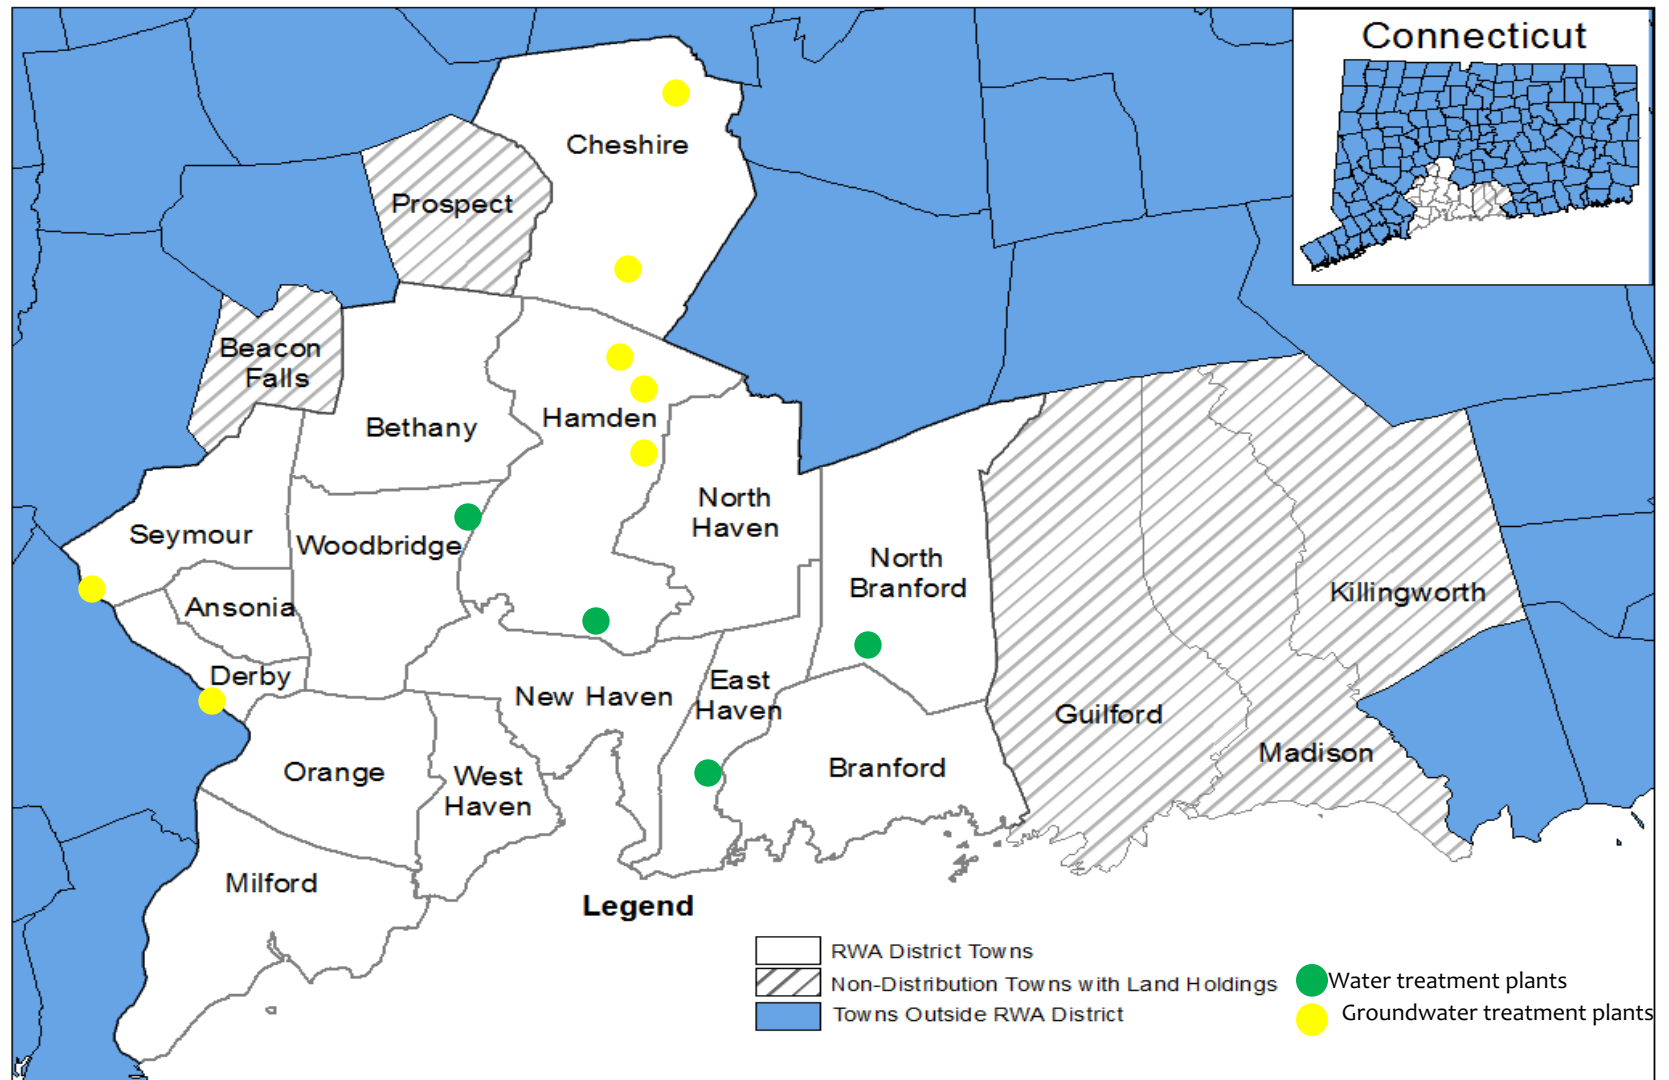 Connecticut
Cheshire
Prospect
Beacon
Falls
Bethany
Hamden
North
Haven
Seymour
Woodbridge
North
Branford
Killingworth
Ansonia
Derby
New Haven
East
Haven
Guilford
Madison
Orange
West
Haven
Branford
Milford
Legend
RWA District Towns
Non-Distribution Towns with Land Holdings
Towns Outside RWA District
Water treatment plants
Groundwater treatment plants